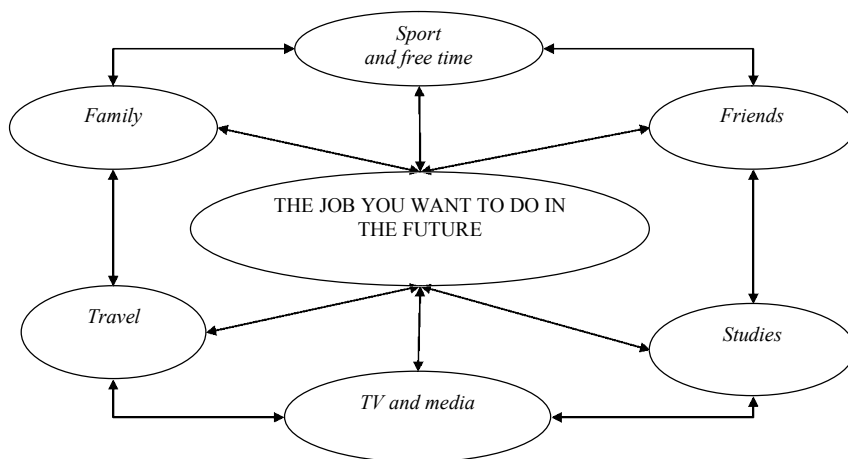 Sport
and free time
Family
Friends
THE JOB YOU WANT TO DO IN
THE FUTURE
Travel
Studies
TV and media